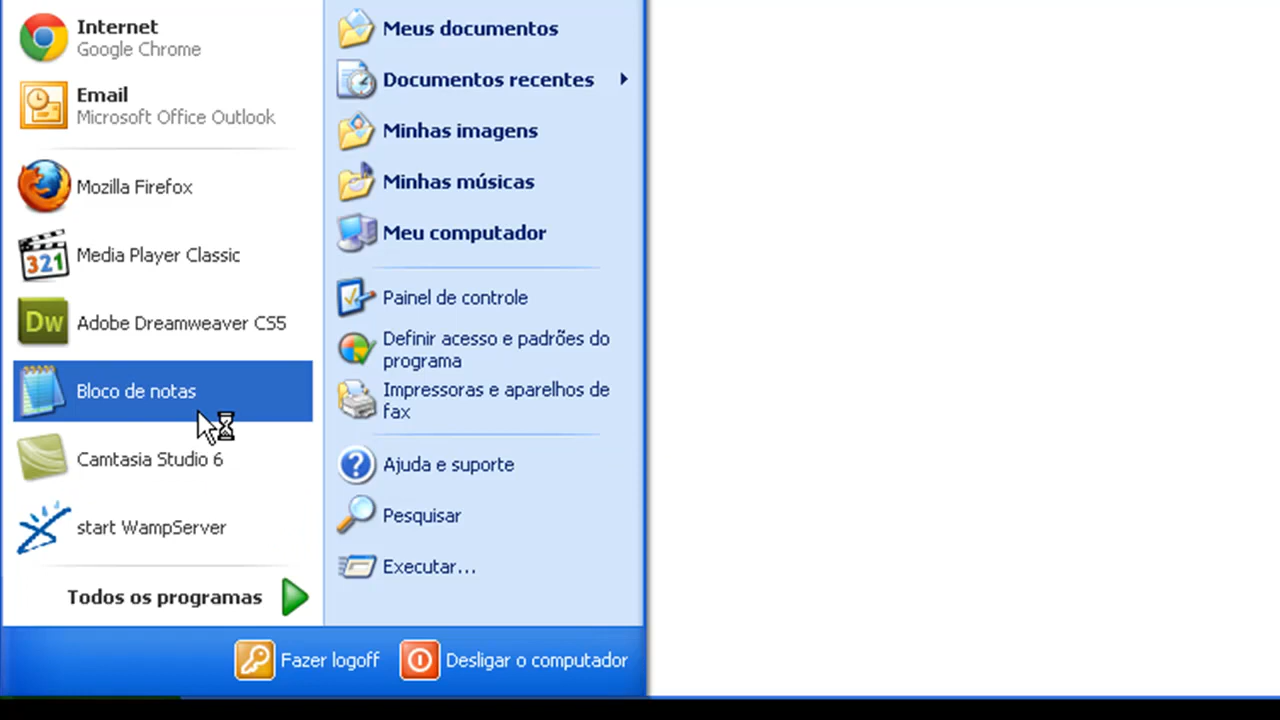 Internet
Google Chrome
Email
Microsoft Office Outlook
Mozilla Firefox
321
Media Player Classic
Dw
Adobe Dreamweaver CS5
Bloco de notas
Camtasia Studio 6
start WampServer
Todos os programas
Meus documentos
Documentos recentes
Minhas imagens
Minhas músicas
Meu computador
Painel de controle
Definir acesso e padrões do
programa
Impressoras e aparelhos de
fax
Ajuda e suporte
Pesquisar
Executar...
Fazer logoff
Desligar o computador